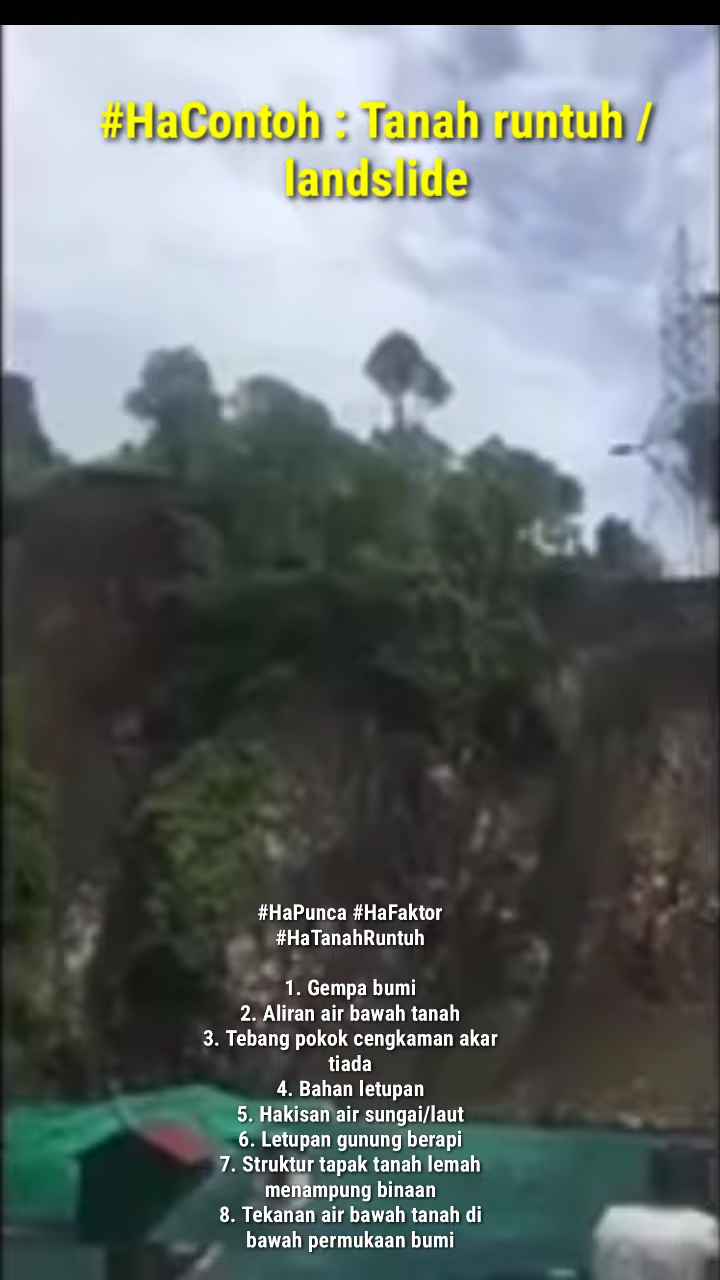 #HaContoh : Tanah runtuh /
landslide
#HaPunca #HaFaktor
#HaTanahRuntuh
1. Gempa bumi
2. Aliran air bawah tanah
3. Tebang pokok cengkaman akar
tiada
4. Bahan letupan
5. Hakisan air sungai/laut
6. Letupan gunung berapi
7. Struktur tapak tanah lemah
menampung binaan
8. Tekanan air bawah tanah di
bawah permukaan bumi